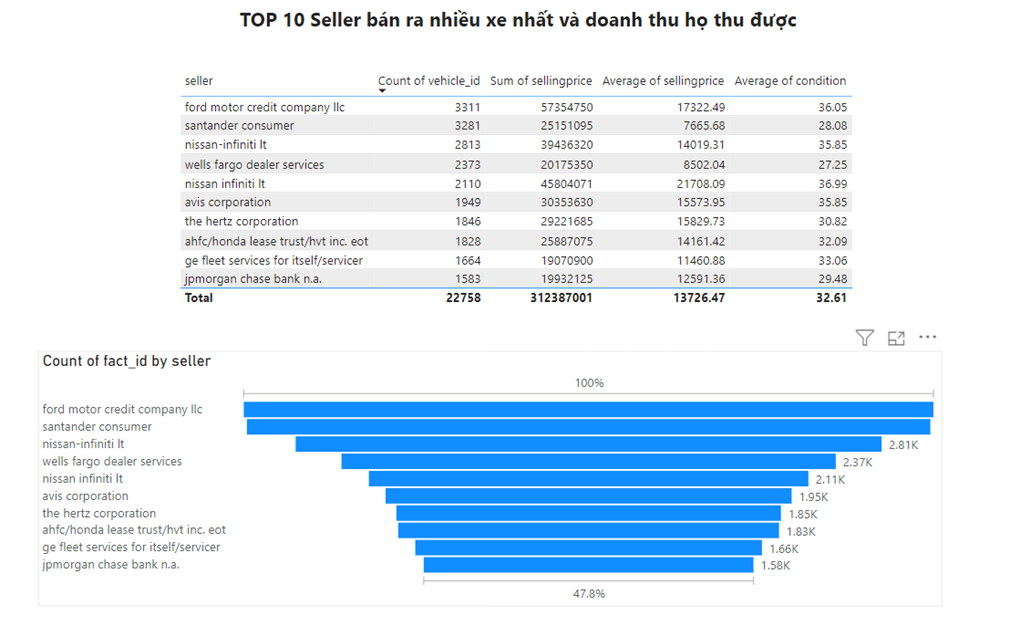 TOP 10 Seller bán ra nhiều xe nhất và doanh thu họ thu được
seller Count of vehicle_id Sum of sellingprice Average of sellingprice Average of condition
ford motor credit company llc 3311 57354750 17322.49 36.05
santander consumer 3281 25151095 7665.68 28.08
nissan-infiniti lt 2813 39436320 14019.31 35.85
wells fargo dealer services 2373 20175350 8502.04 27.25
nissan infiniti lt 2110 45804071 21708.09 36.99
avis corporation 1949 30353630 15573.95 35.85
the hertz corporation 1846 29221685 15829.73 30.82
ahfc/honda lease trust/hvt inc. eot 1828 25887075 14161.42 32.09
ge fleet services for itself/servicer 1664 19070900 11460.88 33.06
jpmorgan chase bank n.a. 1583 19932125 12591.36 29.48
Total 22758 312387001 13726.47 32.61
Count of fact_id by seller
100%
ford motor credit company llc
santander consumer
nissan-infiniti lt 2.81K
wells fargo dealer services 2.37K
nissan infiniti lt 2.11K
avis corporation 1.95K
the hertz corporation 1.85K
ahfc/honda lease trust/hvt inc. eot 1.83K
ge fleet services for itself/servicer 1.66K
jpmorgan chase bank n.a. 1.58K
47.8%